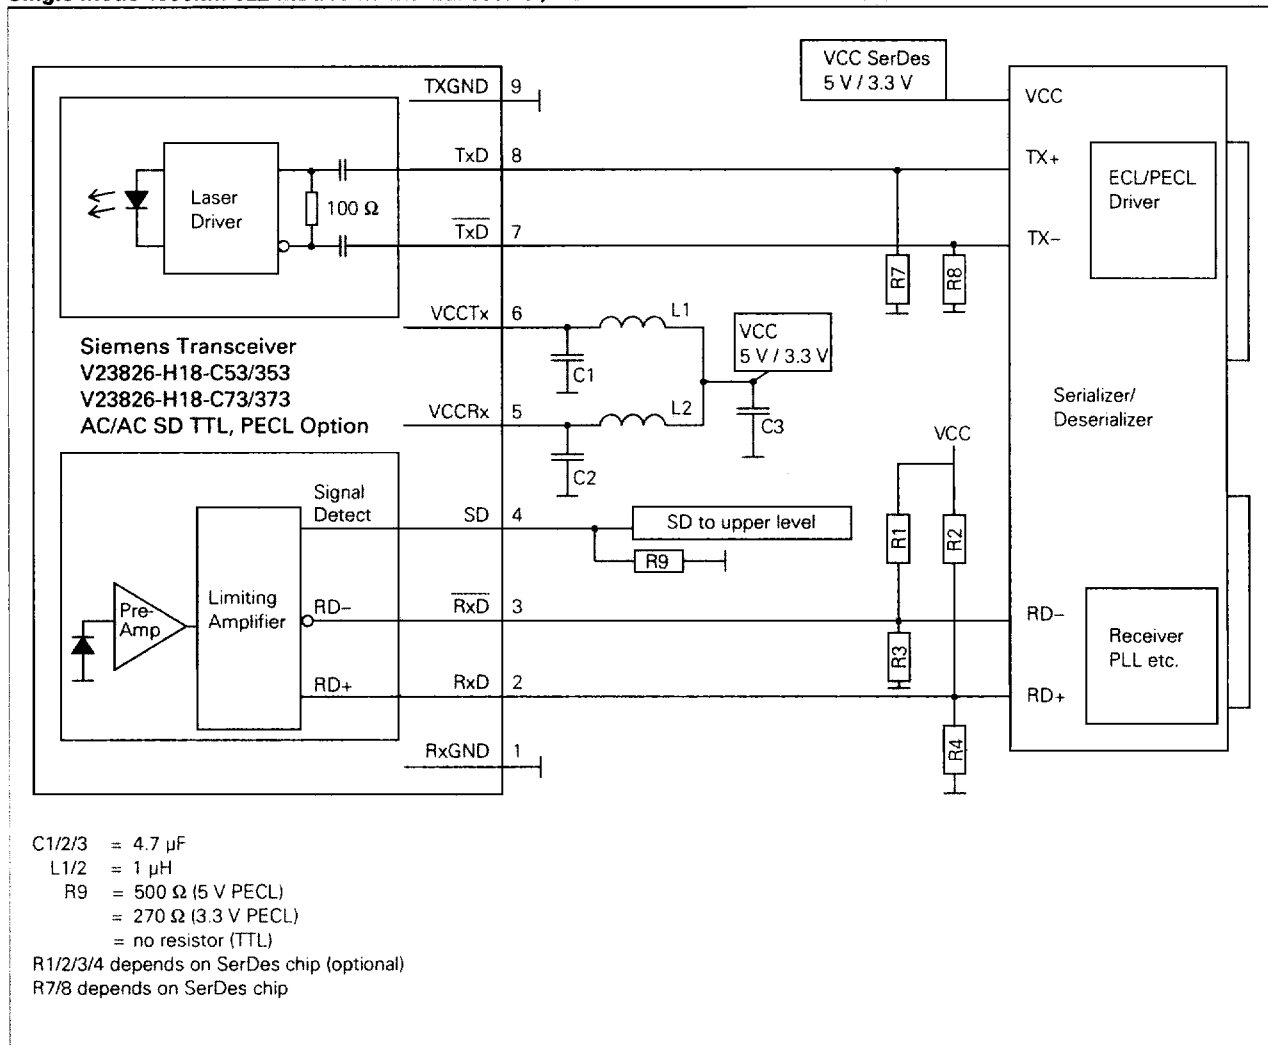 VCC SerDes
5 V / 3.3 V
TXGND 9
VCC
TxD 8
TX+
ECL/PECL
Driver
Laser
Driver
100 Ω
TxD 7
TX−
R7
R8
VCCTx 6
L1
VCC
5 V / 3.3 V
Siemens Transceiver
V23826-H18-C53/353
V23826-H18-C73/373
AC/AC SD TTL, PECL Option
C1
VCCRx 5
L2
C3
C2
Serializer/
Deserializer
VCC
Signal
Detect
SD 4
SD to upper level
R9
R1
R2
Pre-
Amp
Limiting
Amplifier
RD−
RxD 3
RD−
R3
Receiver
PLL etc.
RD+
RxD 2
RD+
R4
RxGND 1
C1/2/3 = 4.7 µF
L1/2 = 1 µH
R9 = 500 Ω (5 V PECL)
= 270 Ω (3.3 V PECL)
= no resistor (TTL)
R1/2/3/4 depends on SerDes chip (optional)
R7/8 depends on SerDes chip